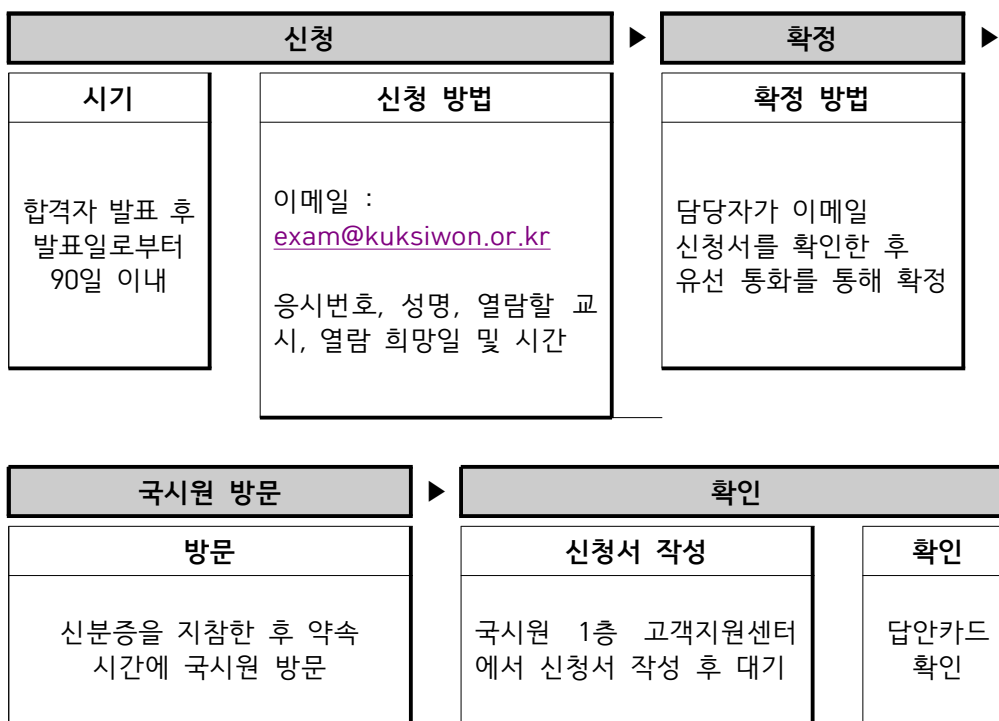 신청 ▶ 확정 ▶
시기
합격자 발표 후
발표일로부터
90일 이내
신청 방법
이메일 :
exam@kuksiwon.or.kr
응시번호, 성명, 열람할 교
시, 열람 희망일 및 시간
확정 방법
담당자가 이메일
신청서를 확인한 후
유선 통화를 통해 확정
국시원 방문 ▶ 확인
방문
신분증을 지참한 후 약속
시간에 국시원 방문
신청서 작성
국시원 1층 고객지원센터
에서 신청서 작성 후 대기
확인
답안카드
확인